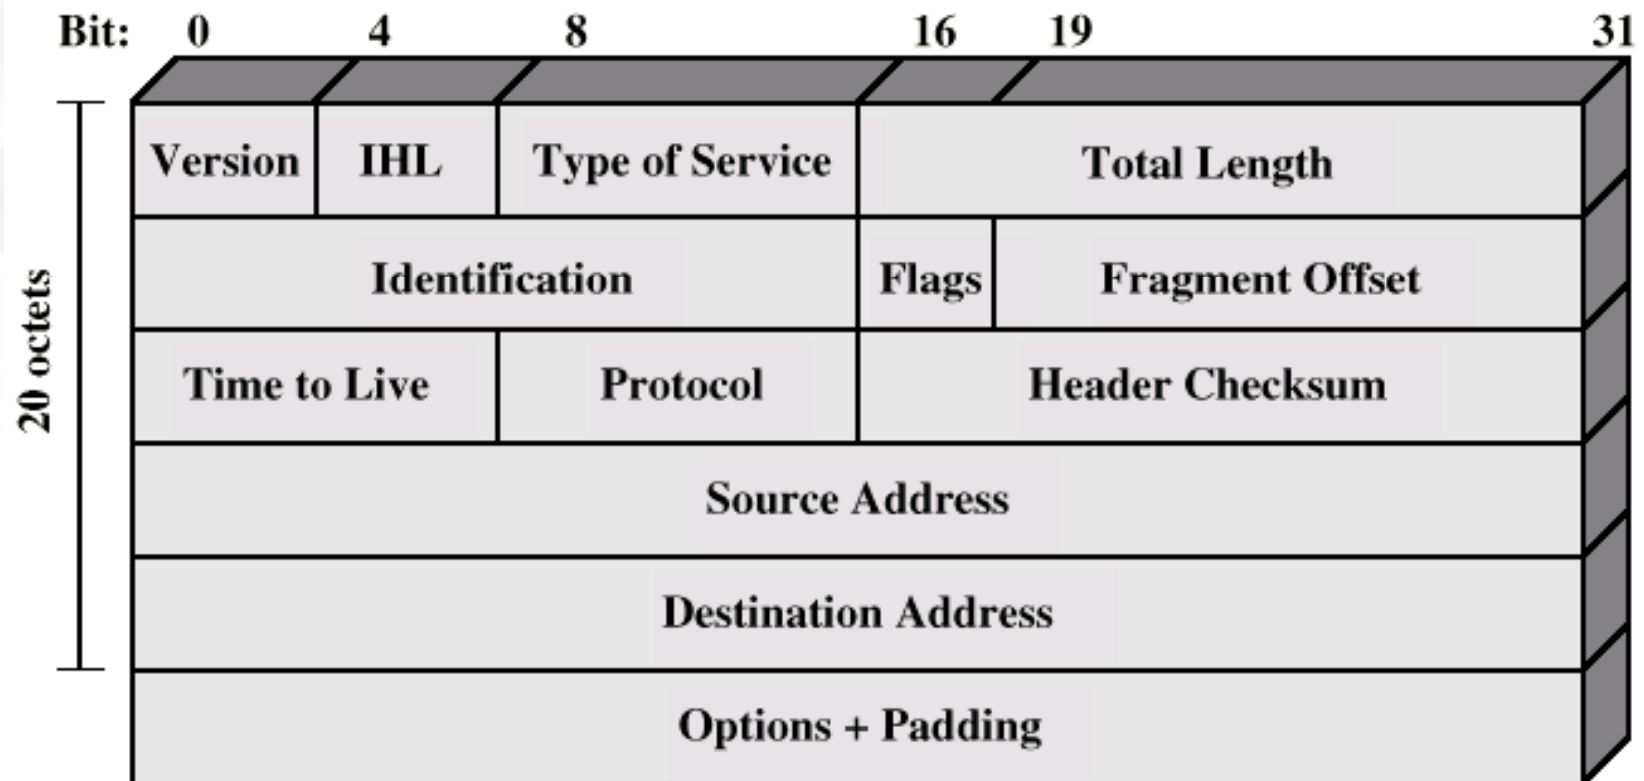 Bit: 0 4 8 16 19 31
Version IHL Type of Service Total Length
Identification Flags Fragment Offset
20 octets
Time to Live Protocol Header Checksum
Source Address
Destination Address
Options + Padding